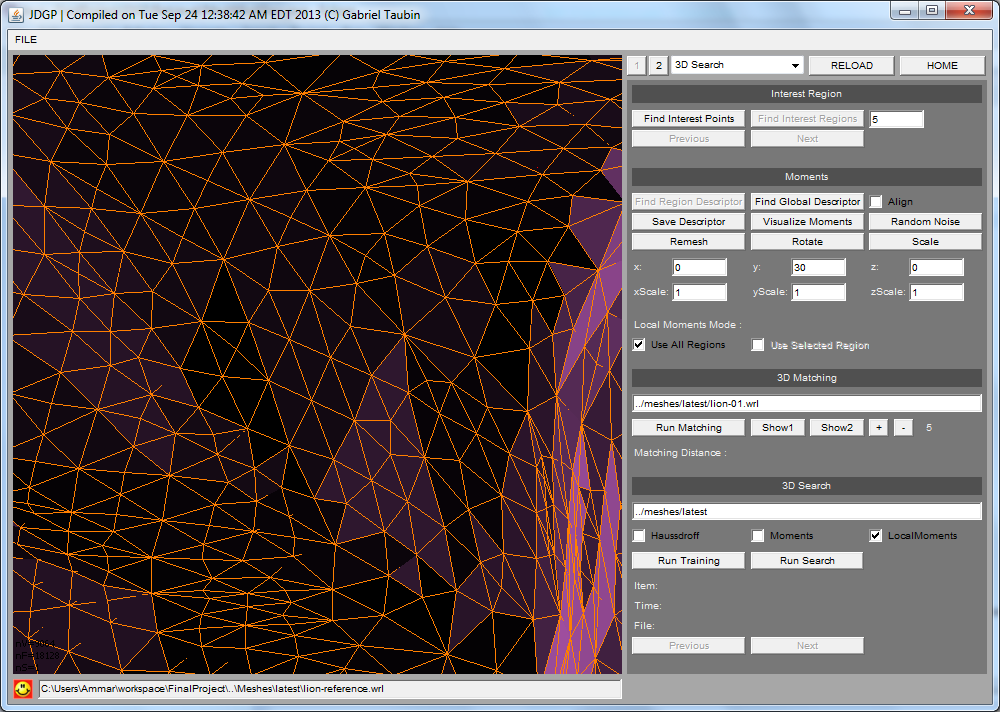 JDGP | Compiled on Tue Sep 24 12:38:42 AM EDT 2013 (C) Gabriel Taubin
FILE
1 2 3D Search RELOAD HOME
Interest Region
Find Interest Points Find Interest Regions 5
Previous Next
Moments
Find Region Descriptor Find Global Descriptor Align
Save Descriptor Visualize Moments Random Noise
Remesh Rotate Scale
x: 0 y: 30 z: 0
xScale: 1 yScale: 1 zScale: 1
Local Moments Mode :
Use All Regions Use Selected Region
3D Matching
../meshes/latest/lion-01.wrl
Run Matching Show1 Show2 + - 5
Matching Distance :
3D Search
../meshes/latest
Haussdroff Moments LocalMoments
Run Training Run Search
Item:
Time:
File:
Previous Next
C:\Users\Ammar\workspace\FinalProject\..\Meshes\latest\lion-reference.wrl